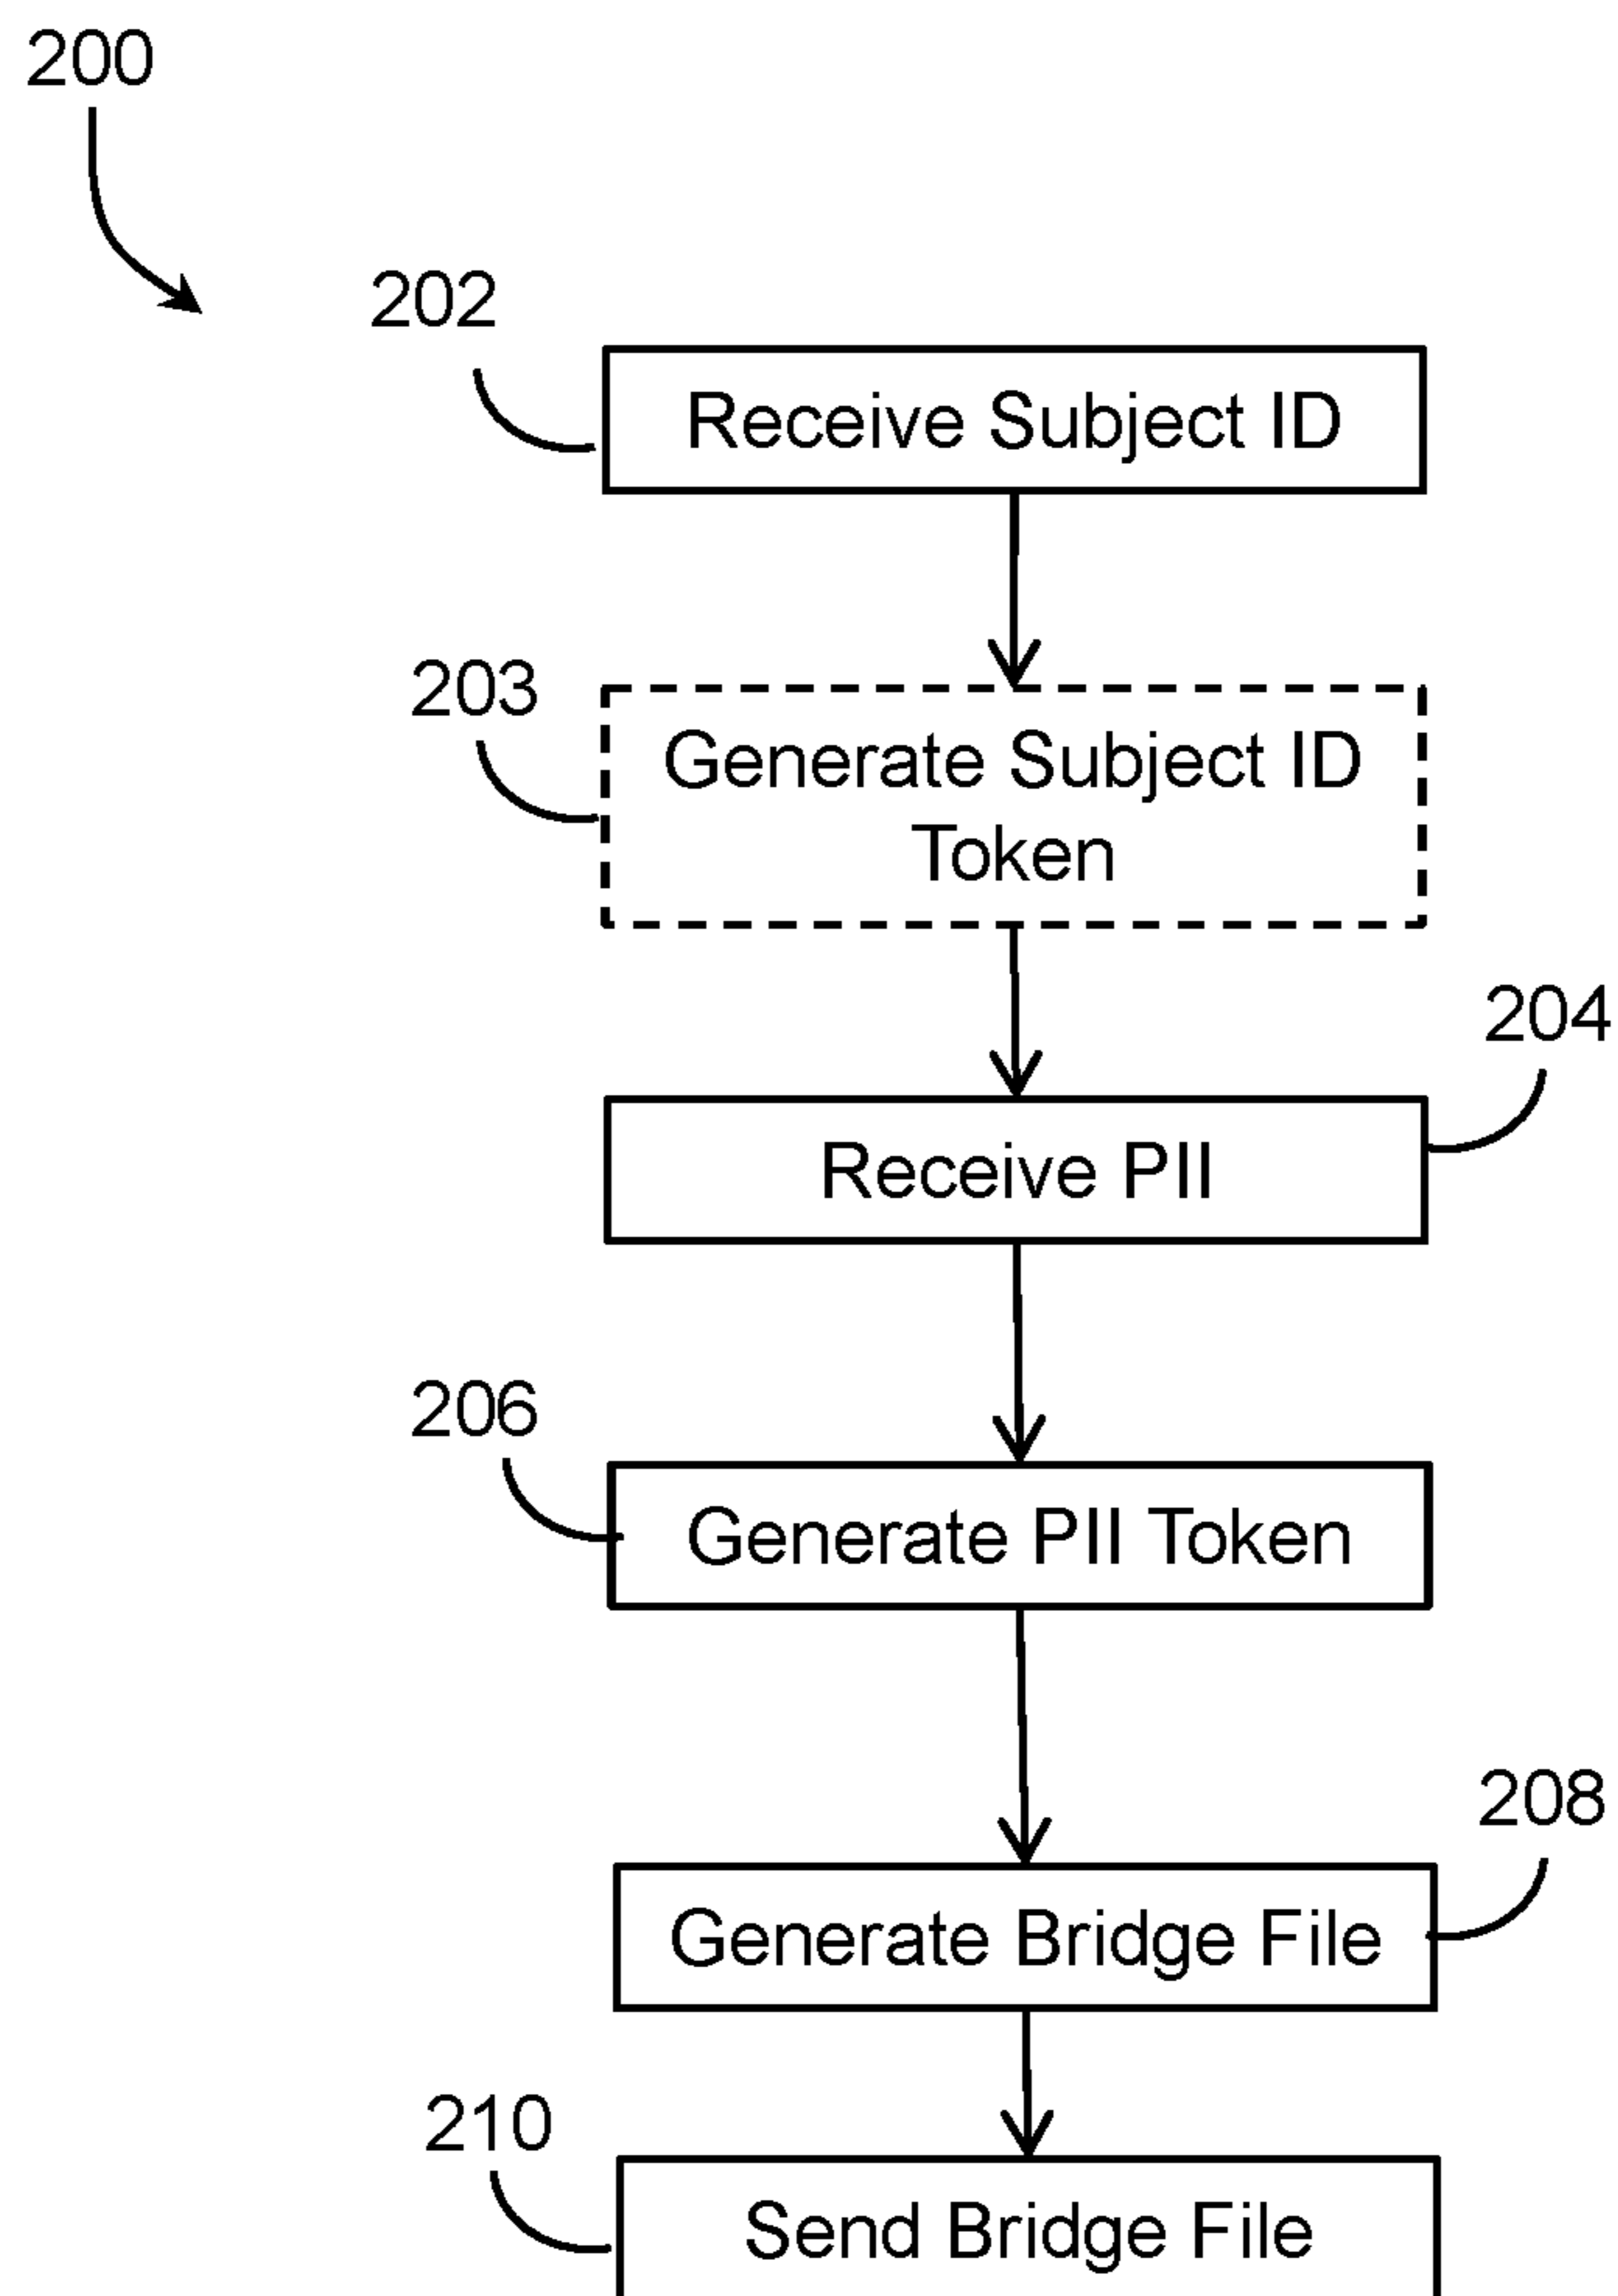 200
202
Receive Subject ID
203
Generate Subject ID
Token
204
Receive PII
206
Generate PII Token
208
Generate Bridge File
210
Send Bridge File